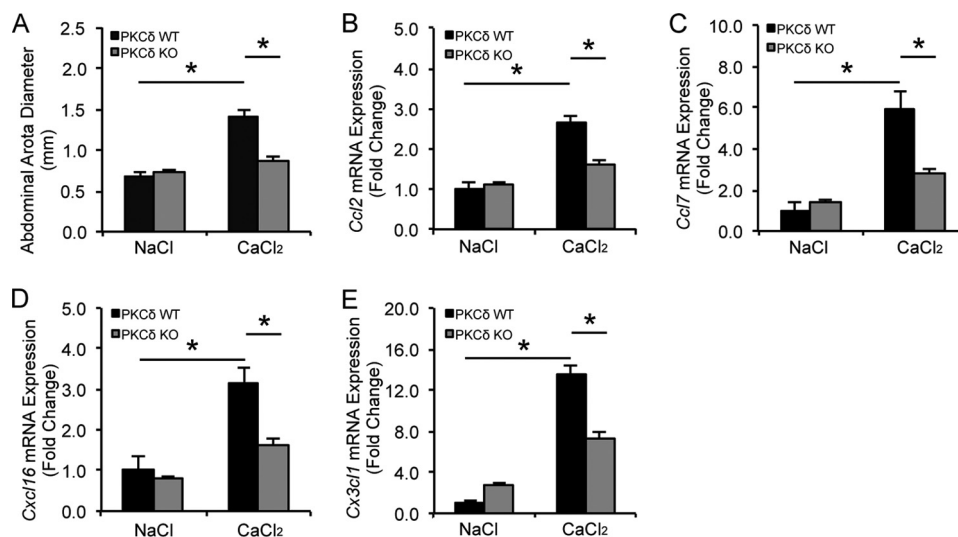 A
Abdominal Arota Diameter
(mm)
2.5
2.0
1.5
1.0
0.5
0.0
PKCδ WT
PKCδ KO
*
*
NaCl
CaCl₂
B
Ccl2 mRNA Expression
(Fold Change)
5.0
4.0
3.0
2.0
1.0
0.0
PKCδ WT
PKCδ KO
*
*
NaCl
CaCl₂
C
Ccl7 mRNA Expression
(Fold Change)
10.0
8.0
6.0
4.0
2.0
0.0
PKCδ WT
PKCδ KO
*
*
NaCl
CaCl₂
D
Cxcl16 mRNA Expression
(Fold Change)
5.0
4.0
3.0
2.0
1.0
0.0
PKCδ WT
PKCδ KO
*
*
NaCl
CaCl₂
E
Cx3cl1 mRNA Expression
(Fold Change)
20.0
16.0
12.0
8.0
4.0
0.0
PKCδ WT
PKCδ KO
*
*
NaCl
CaCl₂